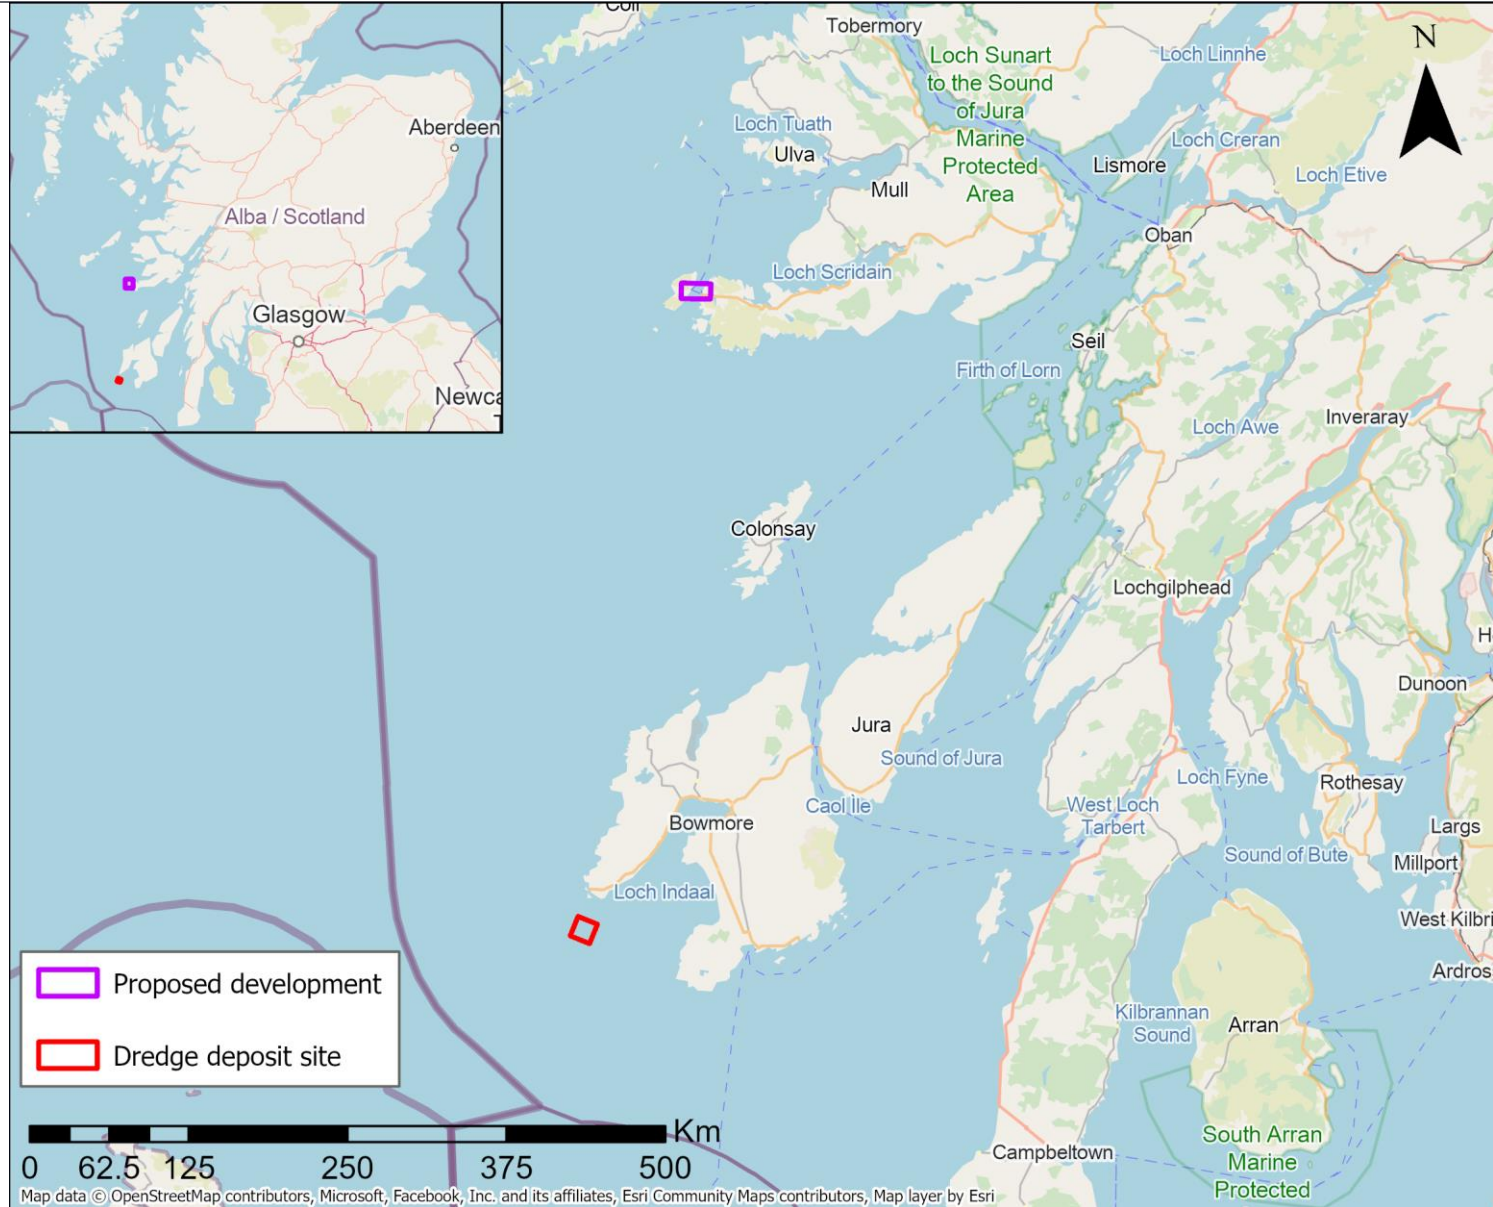 Coll
Tobermory
Loch Sunart
to the Sound
of Jura
Marine
Protected
Area
Loch Linnhe
N
Loch Tuath
Ulva
Mull
Lismore
Loch Creran
Loch Etive
Oban
Loch Scridain
Seil
Firth of Lorn
Inveraray
Loch Awe
Colonsay
Lochgilphead
Dunoon
Jura
Sound of Jura
Loch Fyne
Rothesay
Caol Ìle
West Loch
Tarbert
Bowmore
Largs
Sound of Bute
Millport
Loch Indaal
West Kilbri
Ardros
Kilbrannan
Sound
Arran
South Arran
Marine
Protected
Campbeltown
Aberdeen
Alba / Scotland
Glasgow
Newca
Proposed development
Dredge deposit site
Km
0 62.5 125 250 375 500
Map data © OpenStreetMap contributors, Microsoft, Facebook, Inc. and its affiliates, Esri Community Maps contributors, Map layer by Esri